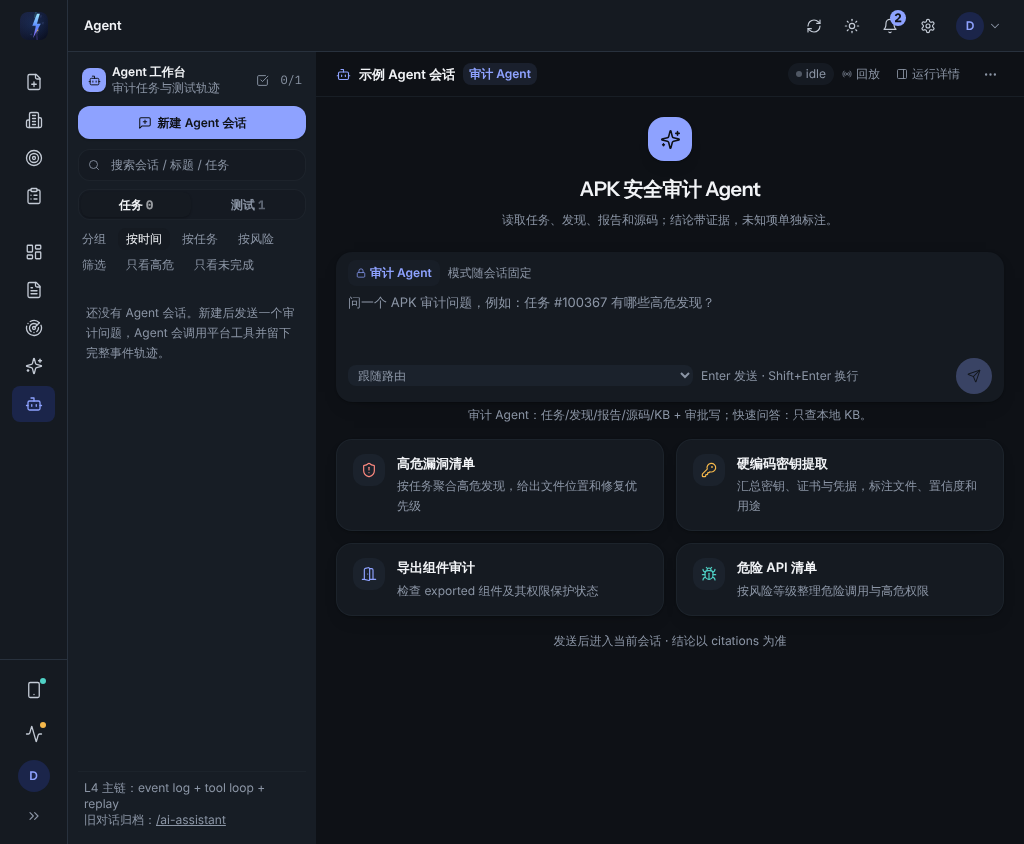 Agent
2
D
Agent 工作台
审计任务与测试轨迹
0/1
新建 Agent 会话
搜索会话 / 标题 / 任务
任务 0
测试 1
分组 按时间 按任务 按风险
筛选 只看高危 只看未完成
还没有 Agent 会话。新建后发送一个审
计问题，Agent 会调用平台工具并留下
完整事件轨迹。
L4 主链：event log + tool loop +
replay
旧对话归档：/ai-assistant
D
示例 Agent 会话 审计 Agent
idle 回放 运行详情
APK 安全审计 Agent
读取任务、发现、报告和源码；结论带证据，未知项单独标注。
审计 Agent 模式随会话固定
问一个 APK 审计问题，例如：任务 #100367 有哪些高危发现？
跟随路由 Enter 发送 · Shift+Enter 换行
审计 Agent：任务/发现/报告/源码/KB + 审批写；快速问答：只查本地 KB。
高危漏洞清单
按任务聚合高危发现，给出文件位置和修复优
先级
硬编码密钥提取
汇总密钥、证书与凭据，标注文件、置信度和
用途
导出组件审计
检查 exported 组件及其权限保护状态
危险 API 清单
按风险等级整理危险调用与高危权限
发送后进入当前会话 · 结论以 citations 为准